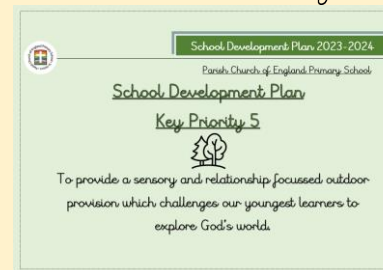 School Development Plan 2023-2024
Parish Church of England Primary School
School Development Plan
Key Priority 5
To provide a sensory and relationship focussed outdoor
provision which challenges our youngest learners to
explore God's world.